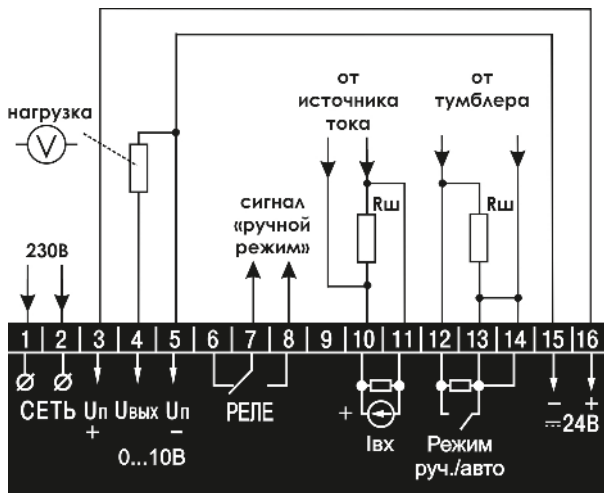 от
источника
тока
от
тумблера
нагрузка
V
Rш
Rш
сигнал
«ручной
режим»
230В
1 2 3 4 5 6 7 8 9 10 11 12 13 14 15 16
СЕТЬ Uп Uвых Uп РЕЛЕ + Iвх Режим − + ⎓24В
+ −
0...10В
руч./авто